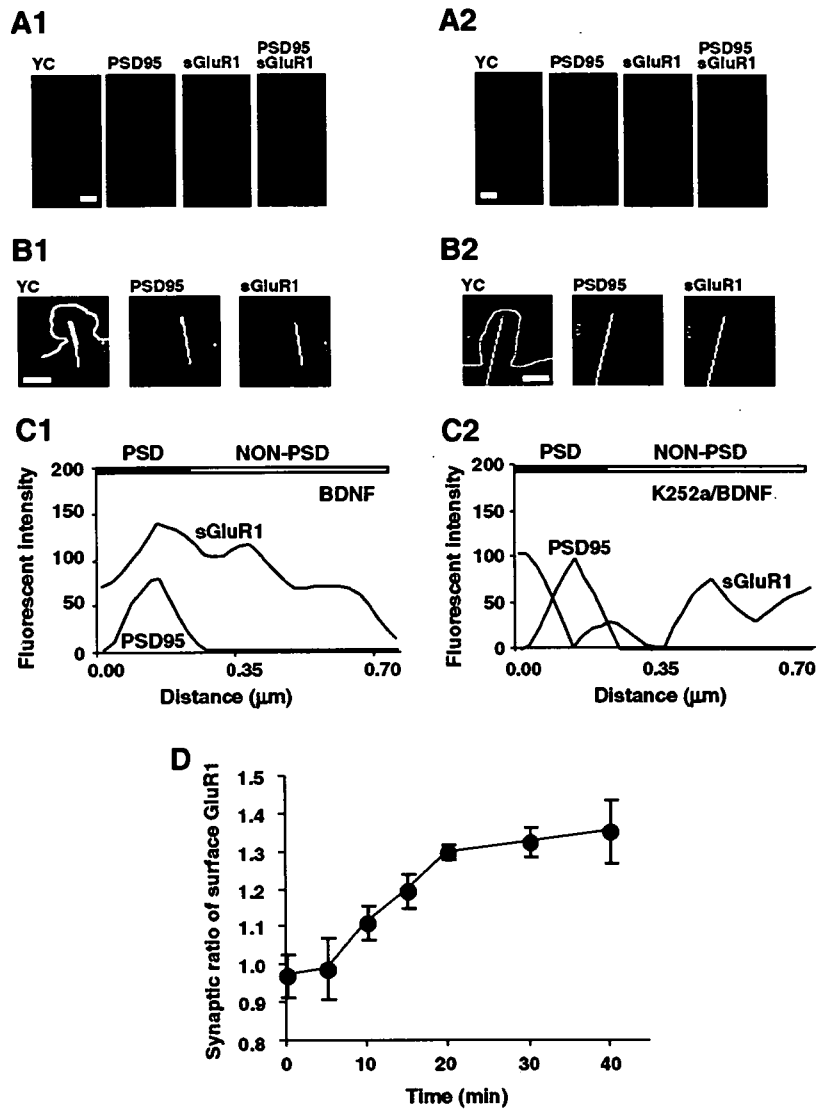 A1
YC PSD95 sGluR1 PSD95 sGluR1
A2
YC PSD95 sGluR1 PSD95 sGluR1
B1
YC PSD95 sGluR1
B2
YC PSD95 sGluR1
C1
PSD NON-PSD
200
150
100
50
0
Fluorescent intensity
BDNF
sGluR1
PSD95
0.00 0.35 0.70
Distance (μm)
C2
PSD NON-PSD
200
150
100
50
0
Fluorescent intensity
K252a/BDNF
PSD95
sGluR1
0.00 0.35 0.70
Distance (μm)
D
Synaptic ratio of surface GluR1
1.5
1.4
1.3
1.2
1.1
1.0
0.9
0.8
0 10 20 30 40
Time (min)